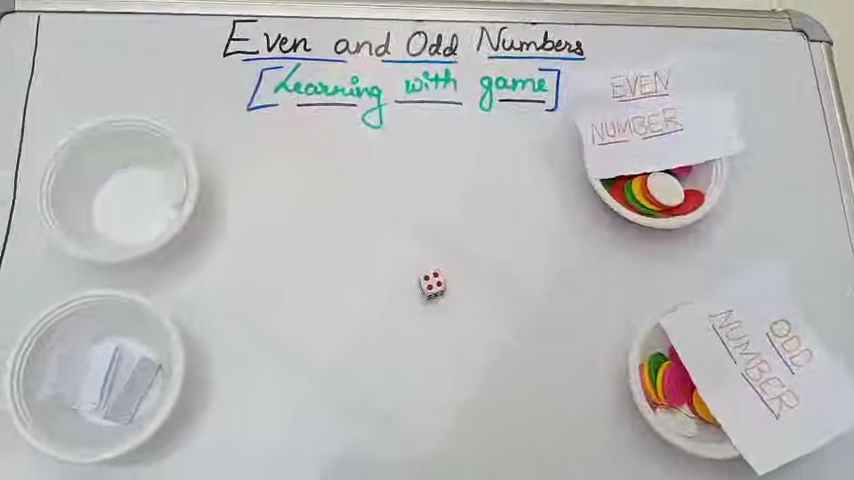 Even and Odd Numbers
[Learning with game]
EVEN
NUMBER
ODD
NUMBER